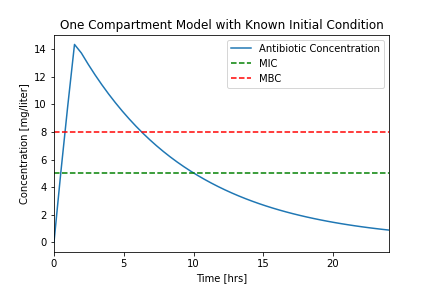 One Compartment Model with Known Initial Condition
Antibiotic Concentration
MIC
MBC
Concentration [mg/liter]
14
12
10
8
6
4
2
0
0 5 10 15 20
Time [hrs]